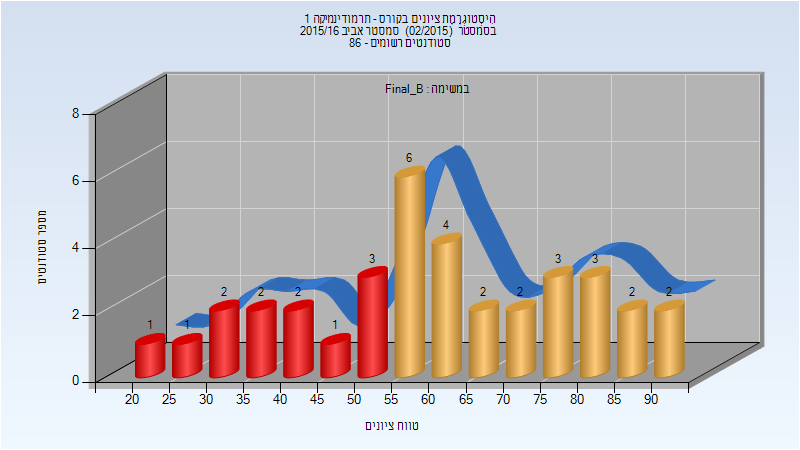 היסטוגרמת ציונים בקורס - תרמודינמיקה 1
בסמסטר (02/2015) סמסטר אביב 2015/16
סטודנטים רשומים - 86
במשימה : Final_B
מספר סטודנטים
8
6
4
2
0
1 1 2 2 2 1 3 6 4 2 2 3 3 2 2
20 25 30 35 40 45 50 55 60 65 70 75 80 85 90
טווח ציונים